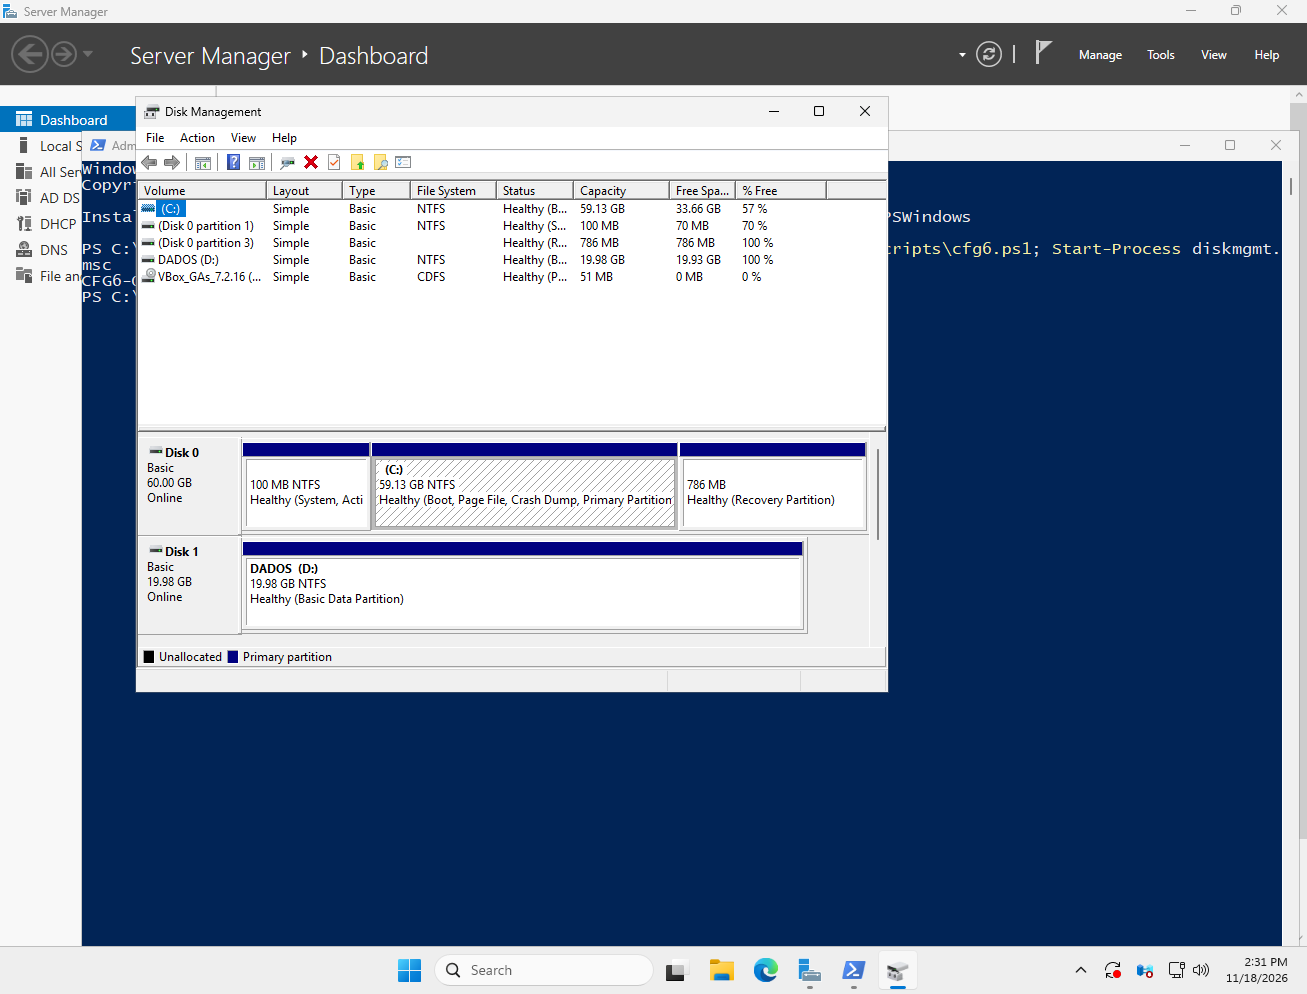 Server Manager
Server Manager ‣ Dashboard
Manage Tools View Help
Dashboard
Local S
All Ser
AD DS
DHCP
DNS
File an
Adm
Window
Copyr
Insta
PSWindows
PS C:\
ripts\cfg6.ps1; Start-Process diskmgmt.
msc
CFG6-
PS C:\
Disk Management
File Action View Help
Volume Layout Type File System Status Capacity Free Spa... % Free
(C:) Simple Basic NTFS Healthy (B... 59.13 GB 33.66 GB 57 %
(Disk 0 partition 1) Simple Basic NTFS Healthy (S... 100 MB 70 MB 70 %
(Disk 0 partition 3) Simple Basic Healthy (R... 786 MB 786 MB 100 %
DADOS (D:) Simple Basic NTFS Healthy (B... 19.98 GB 19.93 GB 100 %
VBox_GAs_7.2.16 (... Simple Basic CDFS Healthy (P... 51 MB 0 MB 0 %
Disk 0
Basic
60.00 GB
Online
100 MB NTFS
Healthy (System, Acti
(C:)
59.13 GB NTFS
Healthy (Boot, Page File, Crash Dump, Primary Partition
786 MB
Healthy (Recovery Partition)
Disk 1
Basic
19.98 GB
Online
DADOS (D:)
19.98 GB NTFS
Healthy (Basic Data Partition)
Unallocated Primary partition
Search
2:31 PM
11/18/2026